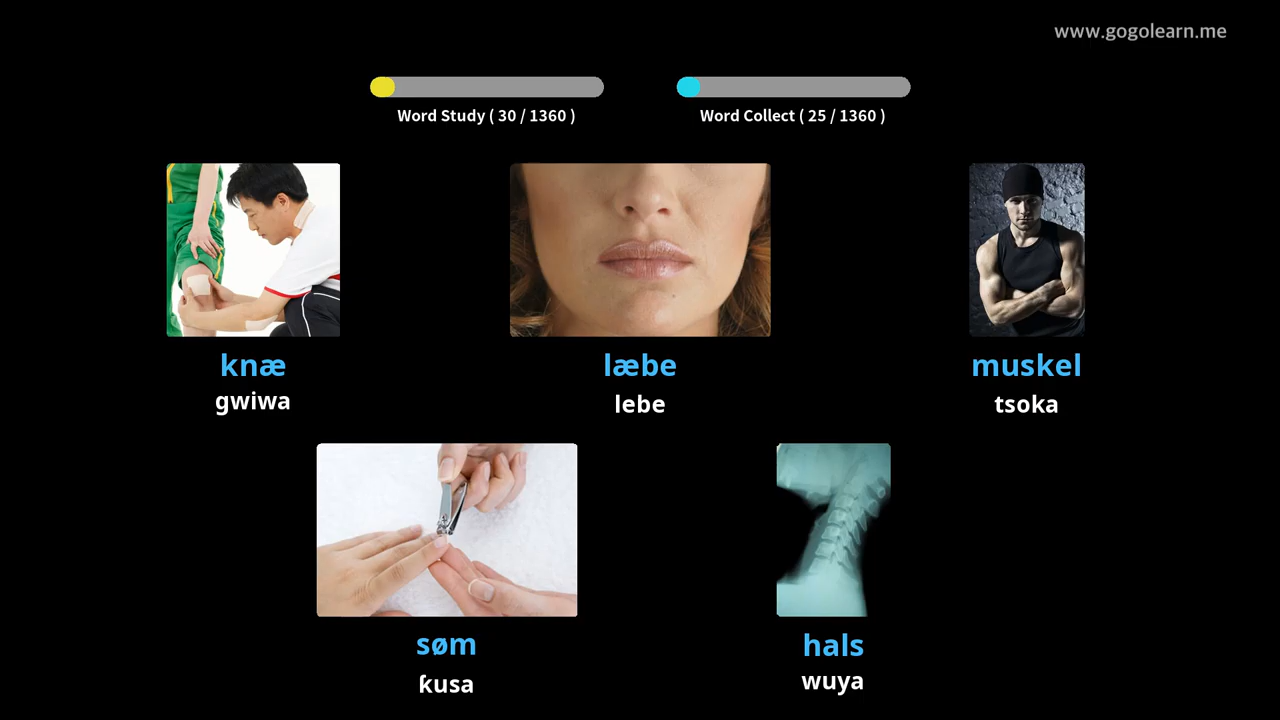 www.gogolearn.me
Word Study ( 30 / 1360 )
Word Collect ( 25 / 1360 )
knæ
gwiwa
læbe
lebe
muskel
tsoka
søm
ƙusa
hals
wuya